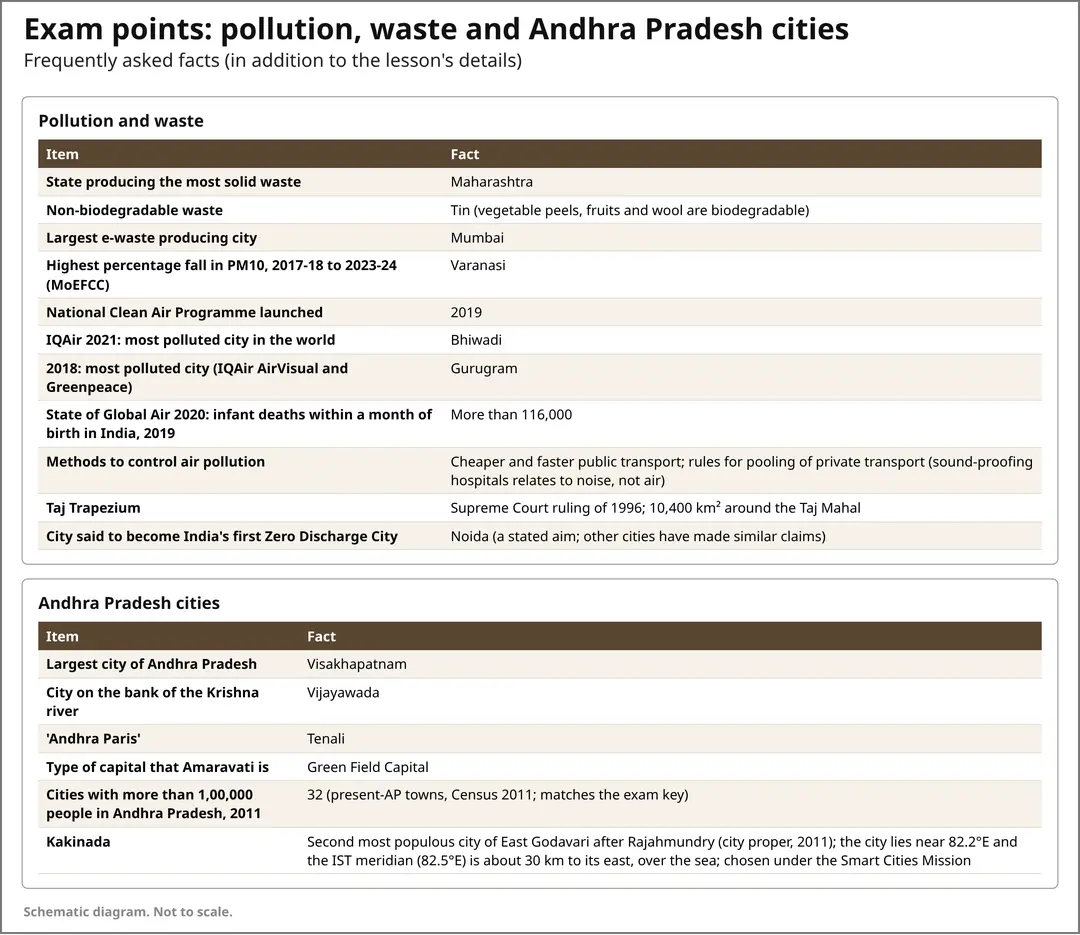 Exam points: pollution, waste and Andhra Pradesh cities
Frequently asked facts (in addition to the lesson's details)
Pollution and waste
Item Fact
State producing the most solid waste Maharashtra
Non-biodegradable waste Tin (vegetable peels, fruits and wool are biodegradable)
Largest e-waste producing city Mumbai
Highest percentage fall in PM10, 2017-18 to 2023-24 Varanasi
(MoEFCC)
National Clean Air Programme launched 2019
IQAir 2021: most polluted city in the world Bhiwadi
2018: most polluted city (IQAir AirVisual and Gurugram
Greenpeace)
State of Global Air 2020: infant deaths within a month of More than 116,000
birth in India, 2019
Methods to control air pollution Cheaper and faster public transport; rules for pooling of private transport (sound-proofing
hospitals relates to noise, not air)
Taj Trapezium Supreme Court ruling of 1996; 10,400 km² around the Taj Mahal
City said to become India's first Zero Discharge City Noida (a stated aim; other cities have made similar claims)
Andhra Pradesh cities
Item Fact
Largest city of Andhra Pradesh Visakhapatnam
City on the bank of the Krishna Vijayawada
river
'Andhra Paris' Tenali
Type of capital that Amaravati is Green Field Capital
Cities with more than 1,00,000 32 (present-AP towns, Census 2011; matches the exam key)
people in Andhra Pradesh, 2011
Kakinada Second most populous city of East Godavari after Rajahmundry (city proper, 2011); the city lies near 82.2°E and
the IST meridian (82.5°E) is about 30 km to its east, over the sea; chosen under the Smart Cities Mission
Schematic diagram. Not to scale.